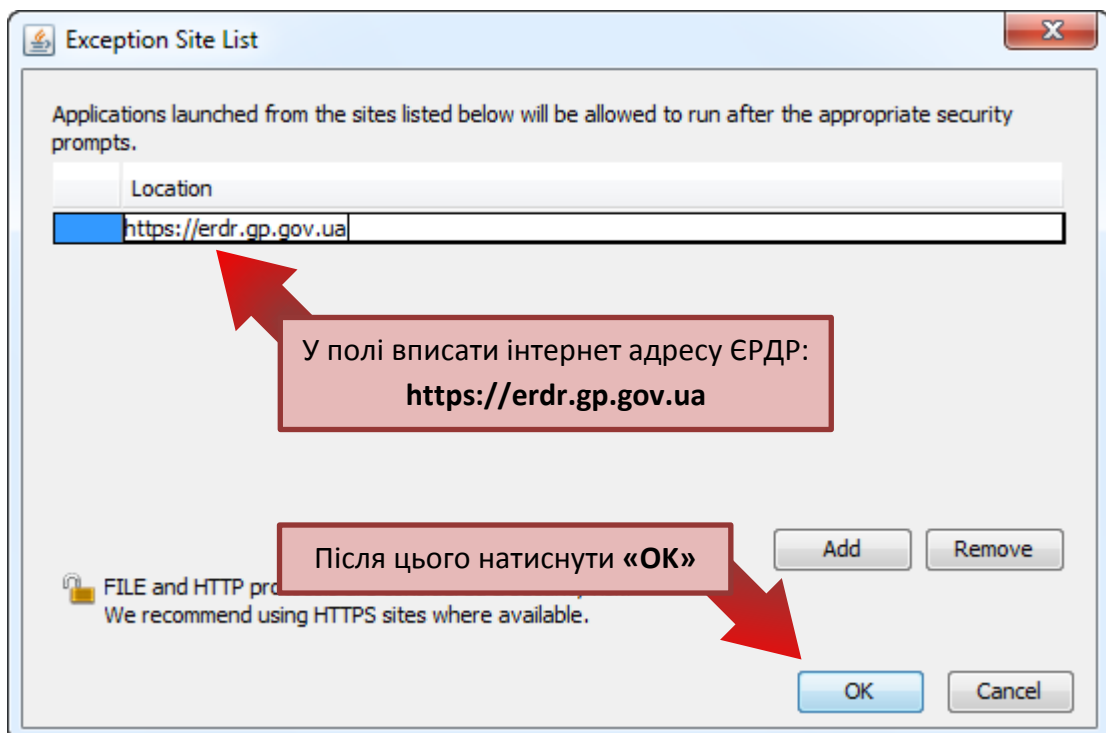 Exception Site List
Applications launched from the sites listed below will be allowed to run after the appropriate security
prompts.
Location
https://erdr.gp.gov.ua
У полі вписати інтернет адресу ЄРДР:
https://erdr.gp.gov.ua
Після цього натиснути «ОК»
Add
Remove
FILE and HTTP
We recommend using HTTPS sites where available.
OK
Cancel